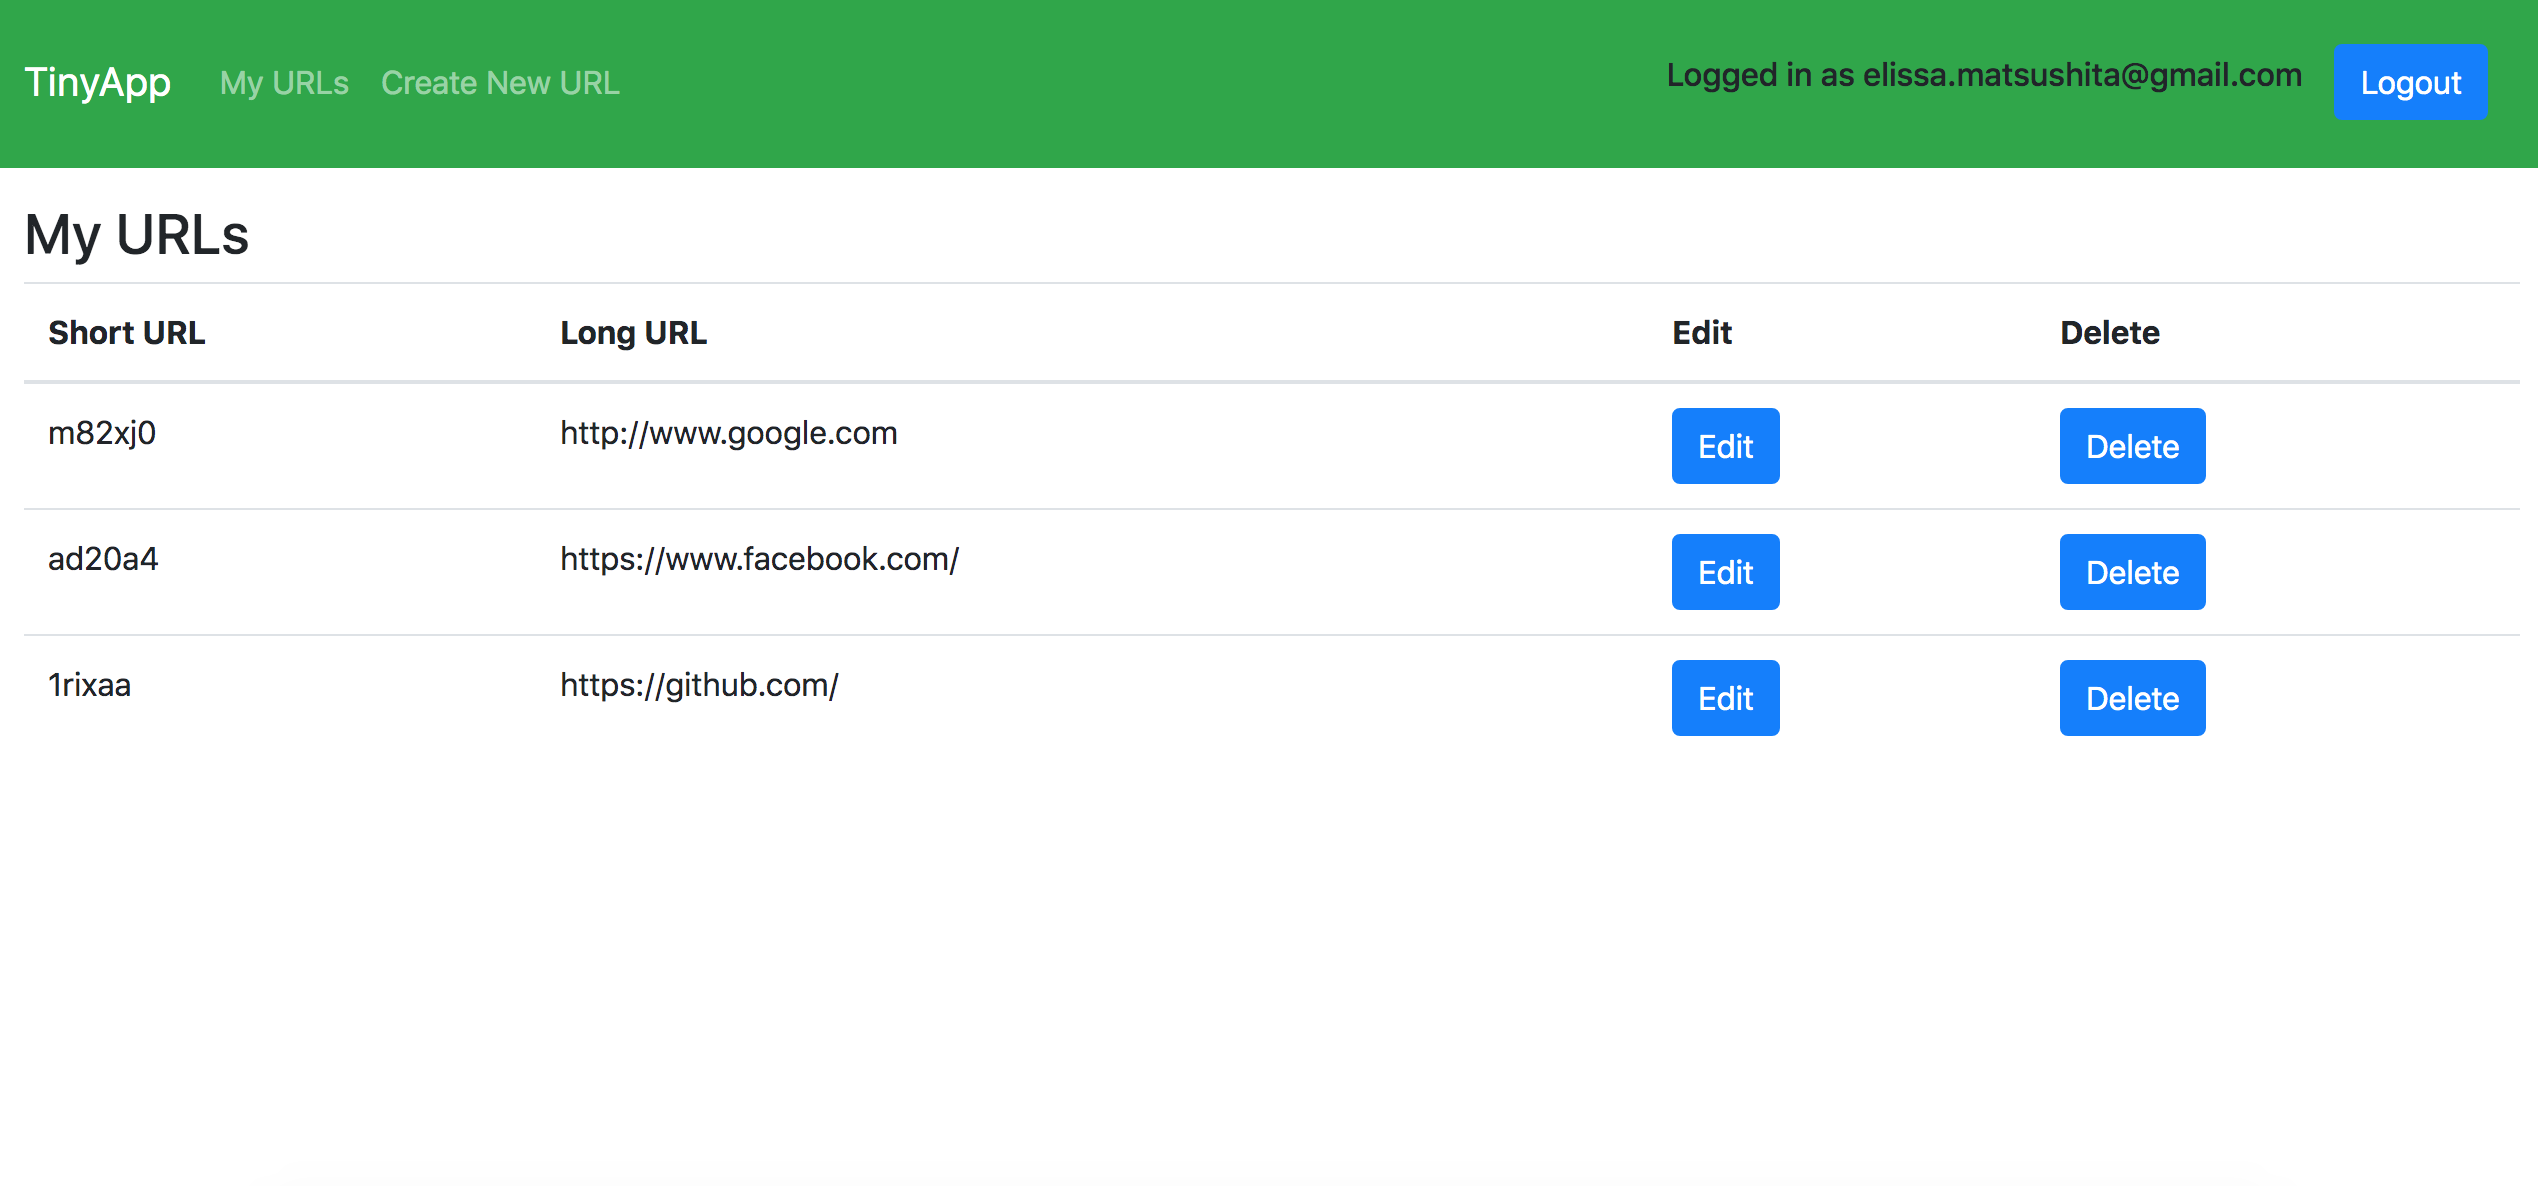 TinyApp My URLs Create New URL Logged in as elissa.matsushita@gmail.com Logout
My URLs
Short URL Long URL Edit Delete
m82xj0 http://www.google.com Edit Delete
ad20a4 https://www.facebook.com/ Edit Delete
1rixaa https://github.com/ Edit Delete